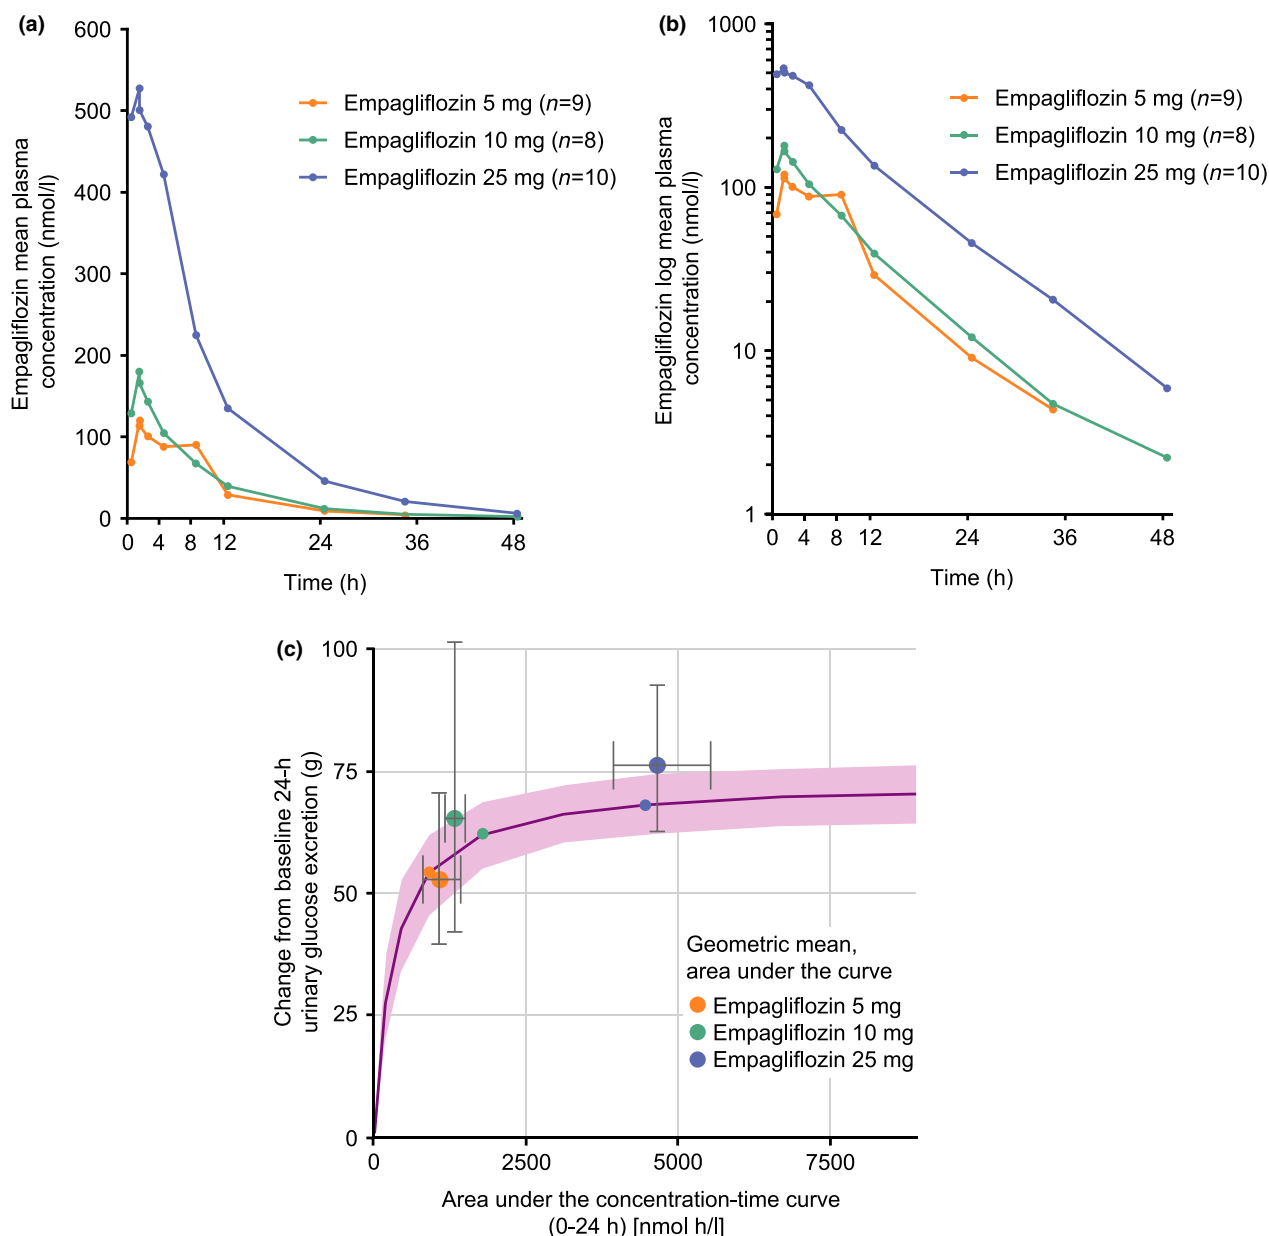 (a)
600
500
400
300
200
100
0
0 4 8 12 24 36 48
Time (h)
Empagliflozin mean plasma
concentration (nmol/l)
Empagliflozin 5 mg (n=9)
Empagliflozin 10 mg (n=8)
Empagliflozin 25 mg (n=10)
(b)
1000
100
10
1
0 4 8 12 24 36 48
Time (h)
Empagliflozin log mean plasma
concentration (nmol/l)
Empagliflozin 5 mg (n=9)
Empagliflozin 10 mg (n=8)
Empagliflozin 25 mg (n=10)
(c)
100
75
50
25
0
0 2500 5000 7500
Change from baseline 24-h
urinary glucose excretion (g)
Geometric mean,
area under the curve
Empagliflozin 5 mg
Empagliflozin 10 mg
Empagliflozin 25 mg
Area under the concentration-time curve
(0-24 h) [nmol h/l]